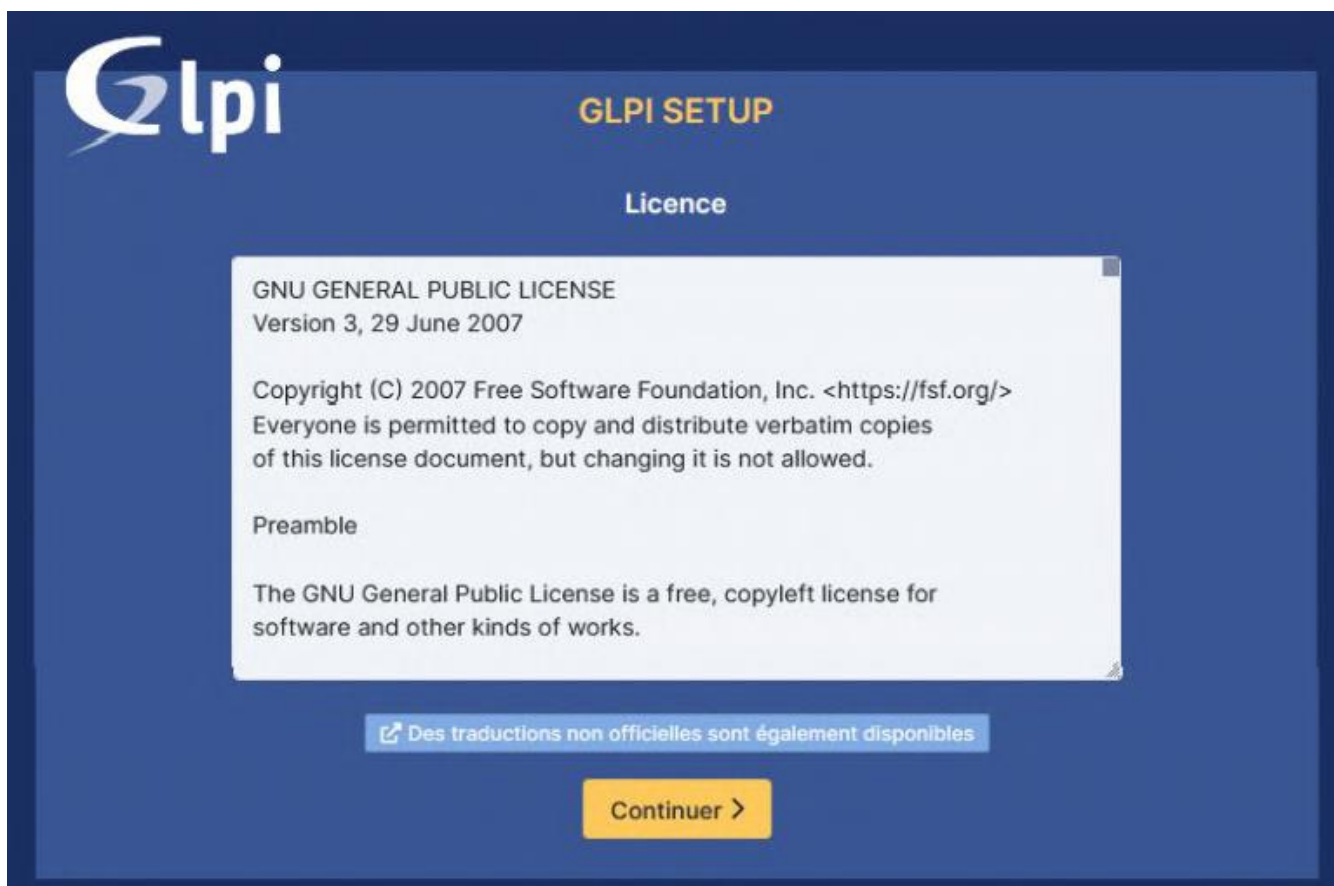 Glpi
GLPI SETUP
Licence
GNU GENERAL PUBLIC LICENSE
Version 3, 29 June 2007
Copyright (C) 2007 Free Software Foundation, Inc. <https://fsf.org/>
Everyone is permitted to copy and distribute verbatim copies
of this license document, but changing it is not allowed.
Preamble
The GNU General Public License is a free, copyleft license for
software and other kinds of works.
Des traductions non officielles sont également disponibles
Continuer >